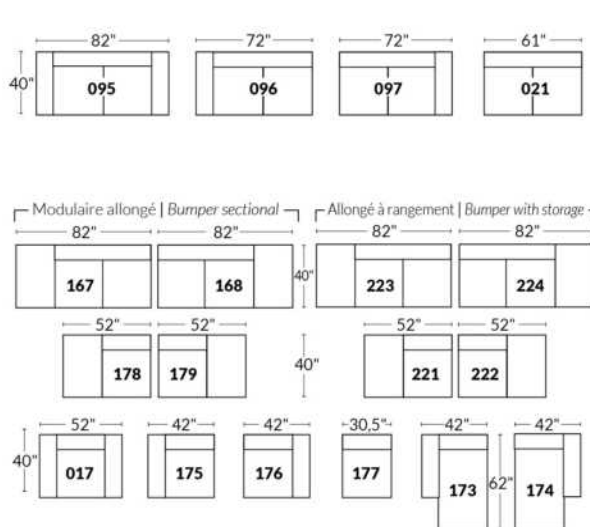 82" 72" 72" 61"
40" 095 096 097 021
Modulaire allongé | Bumper sectional Allongé à rangement | Bumper with storage
82" 82" 82" 82"
167 168 40" 223 224
52" 52" 52" 52"
178 179 40" 221 222
52" 42" 42" 30,5" 42" 42"
40" 017 175 176 177 173 62" 174